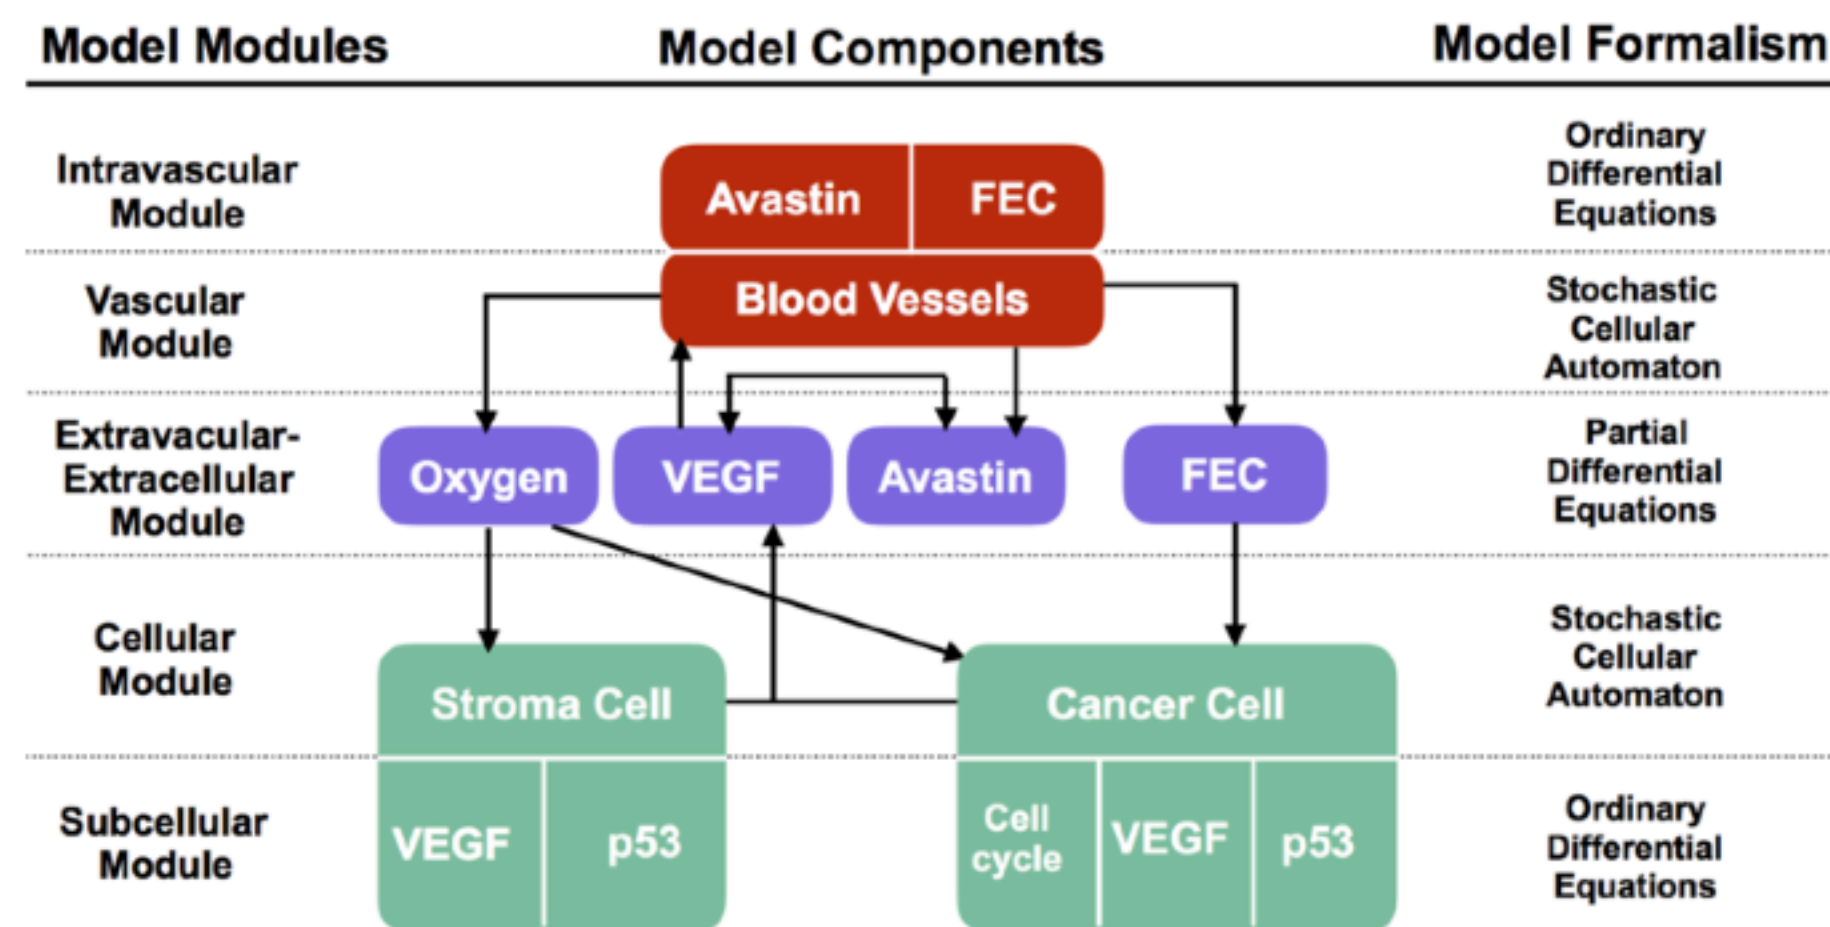 Model Modules
Model Components
Model Formalism
Intravascular
Module
Avastin
FEC
Ordinary
Differential
Equations
Vascular
Module
Blood Vessels
Stochastic
Cellular
Automaton
Extravacular-
Extracellular
Module
Oxygen
VEGF
Avastin
FEC
Partial
Differential
Equations
Cellular
Module
Stroma Cell
Cancer Cell
Stochastic
Cellular
Automaton
Subcellular
Module
VEGF
p53
Cell
cycle
VEGF
p53
Ordinary
Differential
Equations